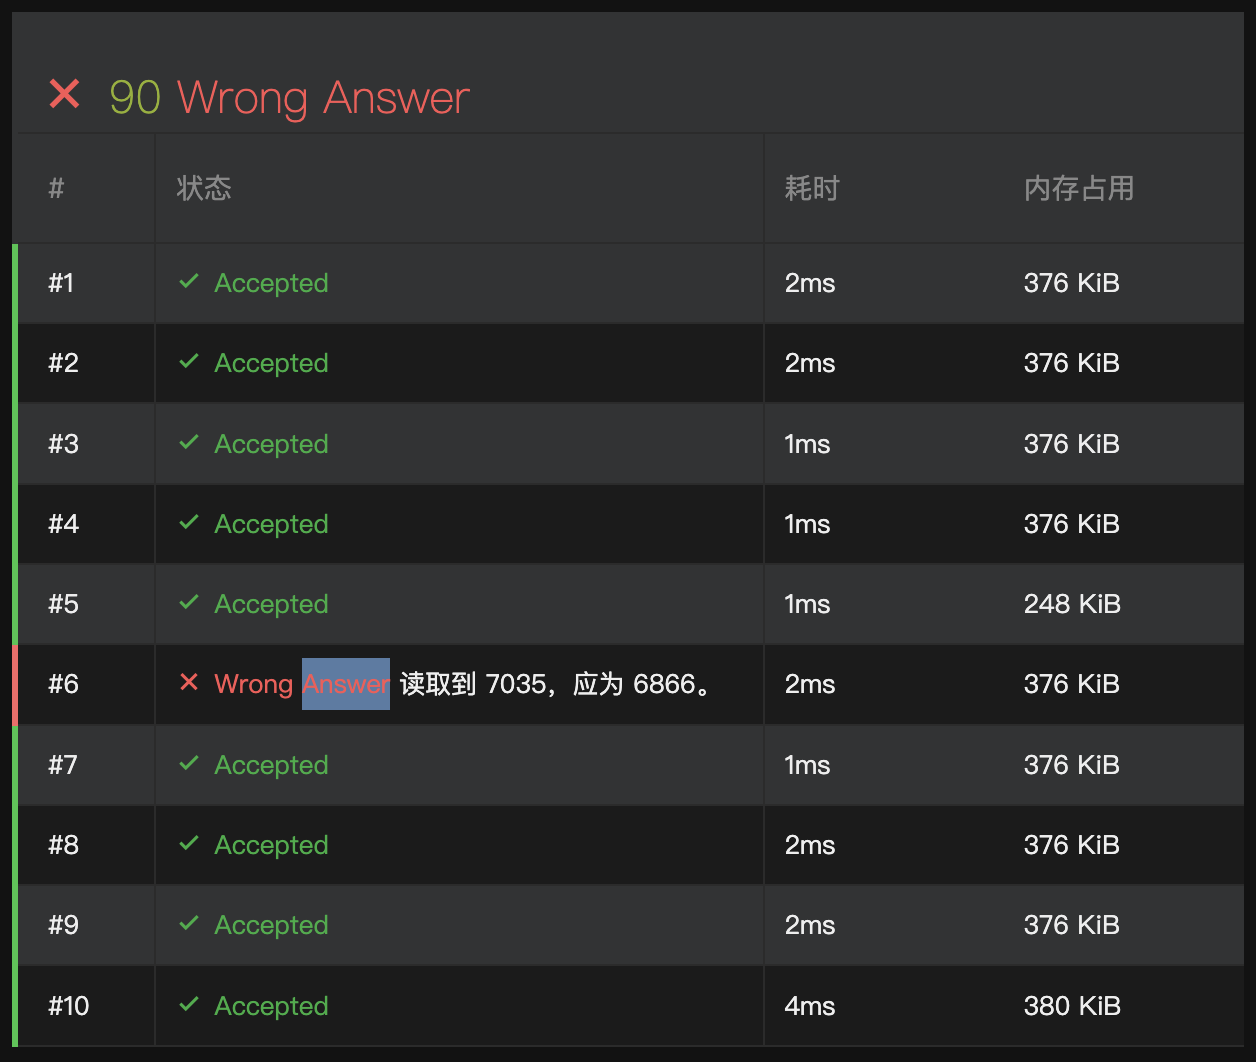 90 Wrong Answer
# 状态 耗时 内存占用
#1 Accepted 2ms 376 KiB
#2 Accepted 2ms 376 KiB
#3 Accepted 1ms 376 KiB
#4 Accepted 1ms 376 KiB
#5 Accepted 1ms 248 KiB
#6 Wrong Answer 读取到 7035，应为 6866。 2ms 376 KiB
#7 Accepted 1ms 376 KiB
#8 Accepted 2ms 376 KiB
#9 Accepted 2ms 376 KiB
#10 Accepted 4ms 380 KiB